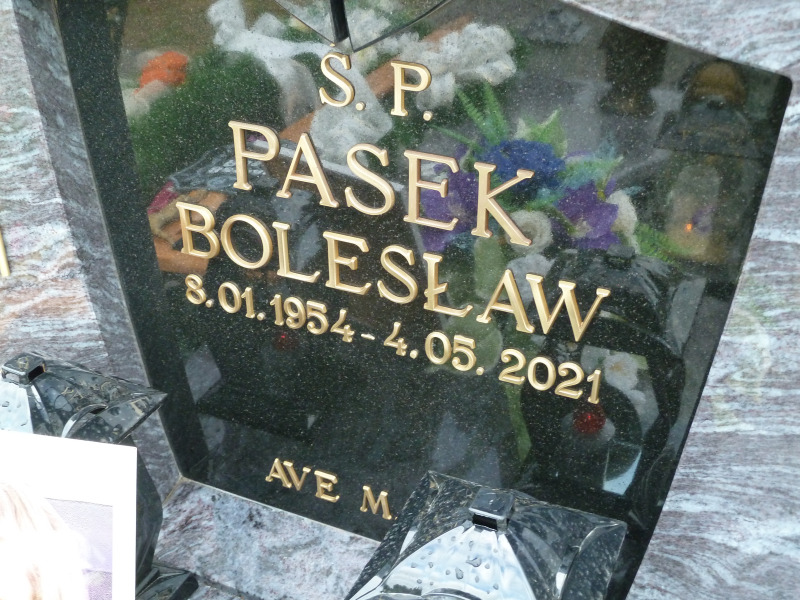 S. P.
PASEK
BOLESŁAW
8.01.1954 - 4.05.2021
AVE M